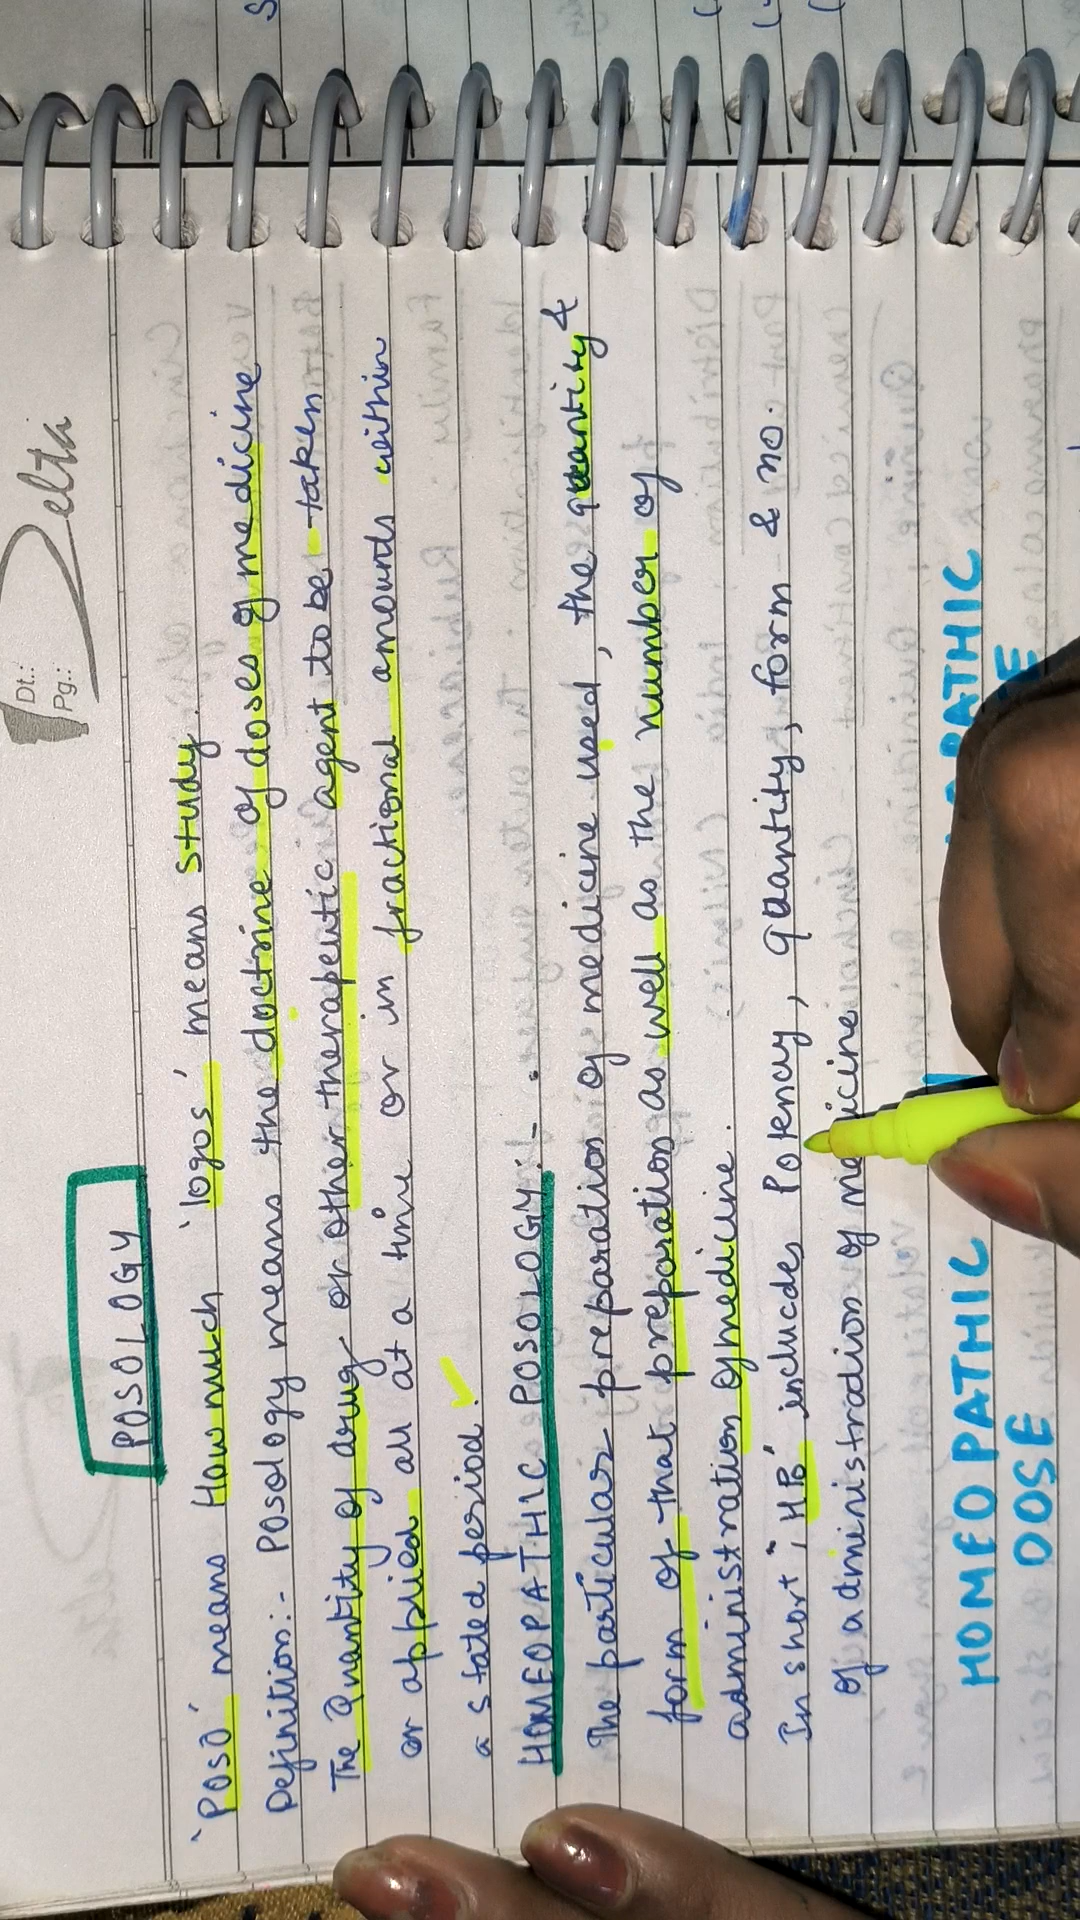 Dt.:
Pg.:
Delta
POSOLOGY
'POSO' means How much 'logos' means study.
Definition:- Posology means the doctrine of doses of medicine
The Quantity of drug or other therapeutic agent to be taken
or applied all at a time or in fractional amounts within
a stated period.
HOMEOPATHIC POSOLOGY:-
The particular preparation of medicine used, the quantity &
form of that preparation as well as the number of
administration of medicine.
In short, 'HP' includes Potency, quantity, form & no.
of administration of medicine.
HOMEOPATHIC
DOSE